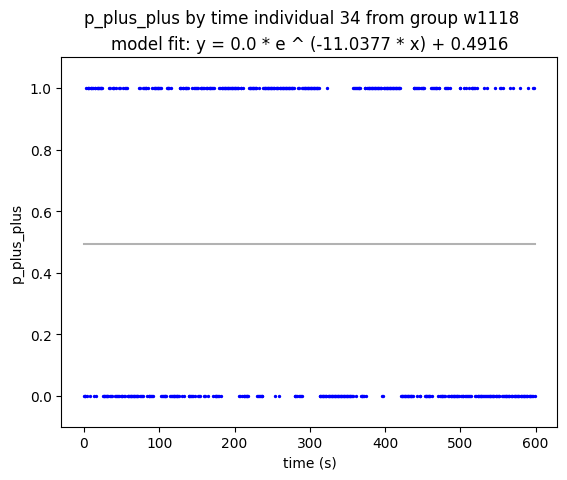 p_plus_plus by time individual 34 from group w1118
model fit: y = 0.0 * e ^ (-11.0377 * x) + 0.4916
1.0
0.8
0.6
0.4
0.2
0.0
p_plus_plus
0 100 200 300 400 500 600
time (s)